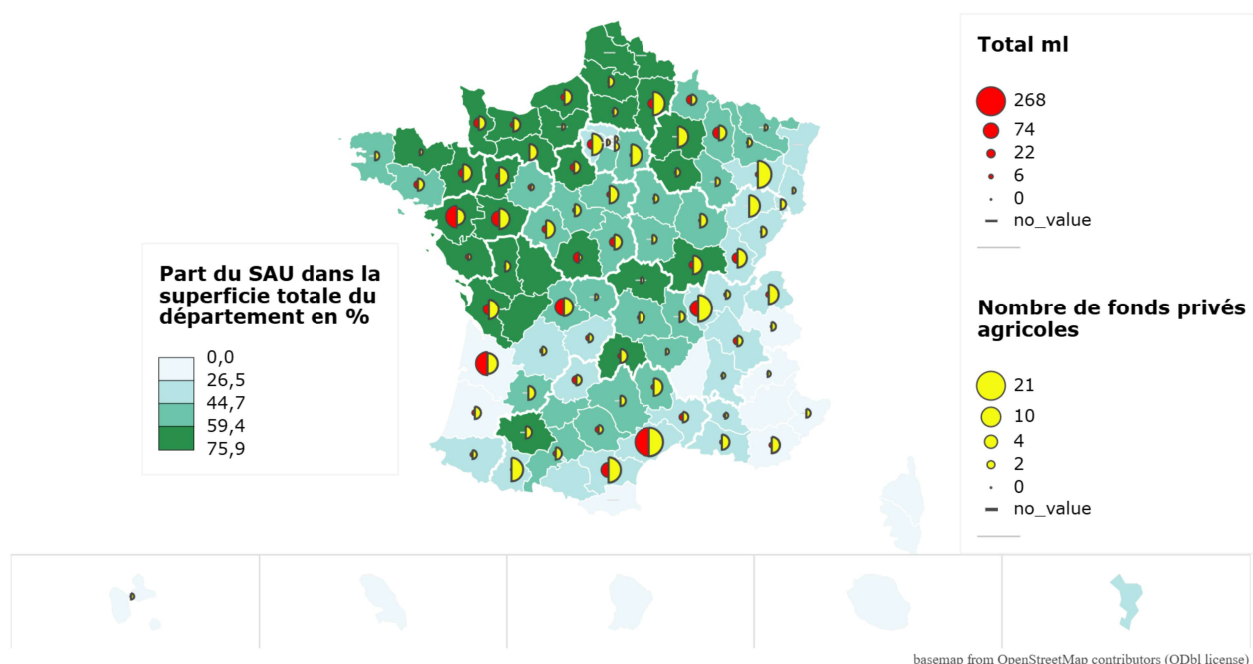 Total ml
268
74
22
6
0
no_value
Part du SAU dans la
superficie totale du
département en %
0,0
26,5
44,7
59,4
75,9
Nombre de fonds privés
agricoles
21
10
4
2
0
no_value
basemap from OpenStreetMap contributors (ODbl license)